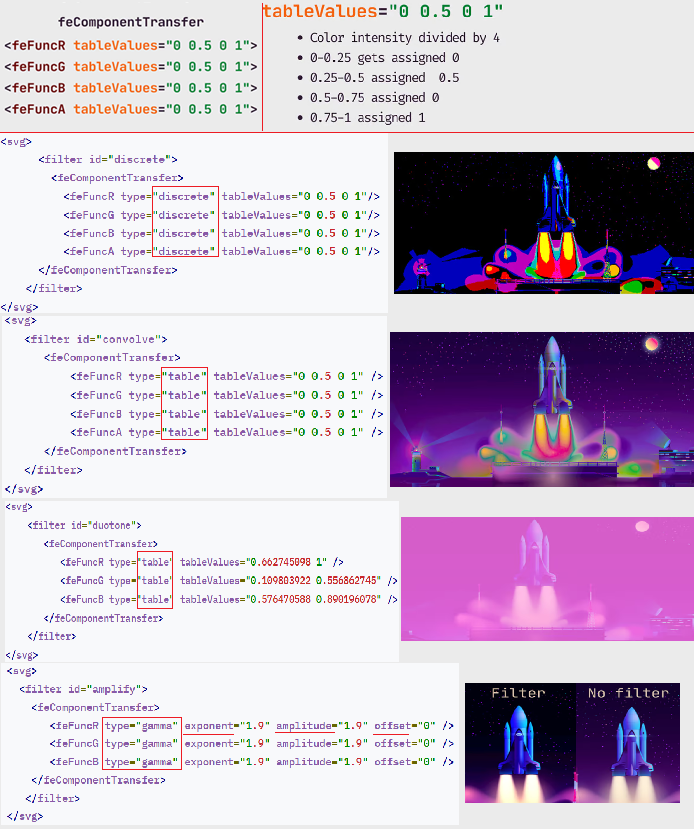 feComponentTransfer
<feFuncR tableValues="0 0.5 0 1">
<feFuncG tableValues="0 0.5 0 1">
<feFuncB tableValues="0 0.5 0 1">
<feFuncA tableValues="0 0.5 0 1">
tableValues="0 0.5 0 1"
• Color intensity divided by 4
• 0-0.25 gets assigned 0
• 0.25-0.5 assigned 0.5
• 0.5-0.75 assigned 0
• 0.75-1 assigned 1
<svg>
<filter id="discrete">
<feComponentTransfer>
<feFuncR type="discrete" tableValues="0 0.5 0 1"/>
<feFuncG type="discrete" tableValues="0 0.5 0 1"/>
<feFuncB type="discrete" tableValues="0 0.5 0 1"/>
<feFuncA type="discrete" tableValues="0 0.5 0 1"/>
</feComponentTransfer>
</filter>
</svg>
<svg>
<filter id="convolve">
<feComponentTransfer>
<feFuncR type="table" tableValues="0 0.5 0 1" />
<feFuncG type="table" tableValues="0 0.5 0 1" />
<feFuncB type="table" tableValues="0 0.5 0 1" />
<feFuncA type="table" tableValues="0 0.5 0 1" />
</feComponentTransfer>
</filter>
</svg>
<svg>
<filter id="duotone">
<feComponentTransfer>
<feFuncR type="table" tableValues="0.662745098 1" />
<feFuncG type="table" tableValues="0.109803922 0.556862745" />
<feFuncB type="table" tableValues="0.576470588 0.890196078" />
</feComponentTransfer>
</filter>
</svg>
<svg>
<filter id="amplify">
<feComponentTransfer>
<feFuncR type="gamma" exponent="1.9" amplitude="1.9" offset="0" />
<feFuncG type="gamma" exponent="1.9" amplitude="1.9" offset="0" />
<feFuncB type="gamma" exponent="1.9" amplitude="1.9" offset="0" />
</feComponentTransfer>
</filter>
</svg>
Filter
No filter